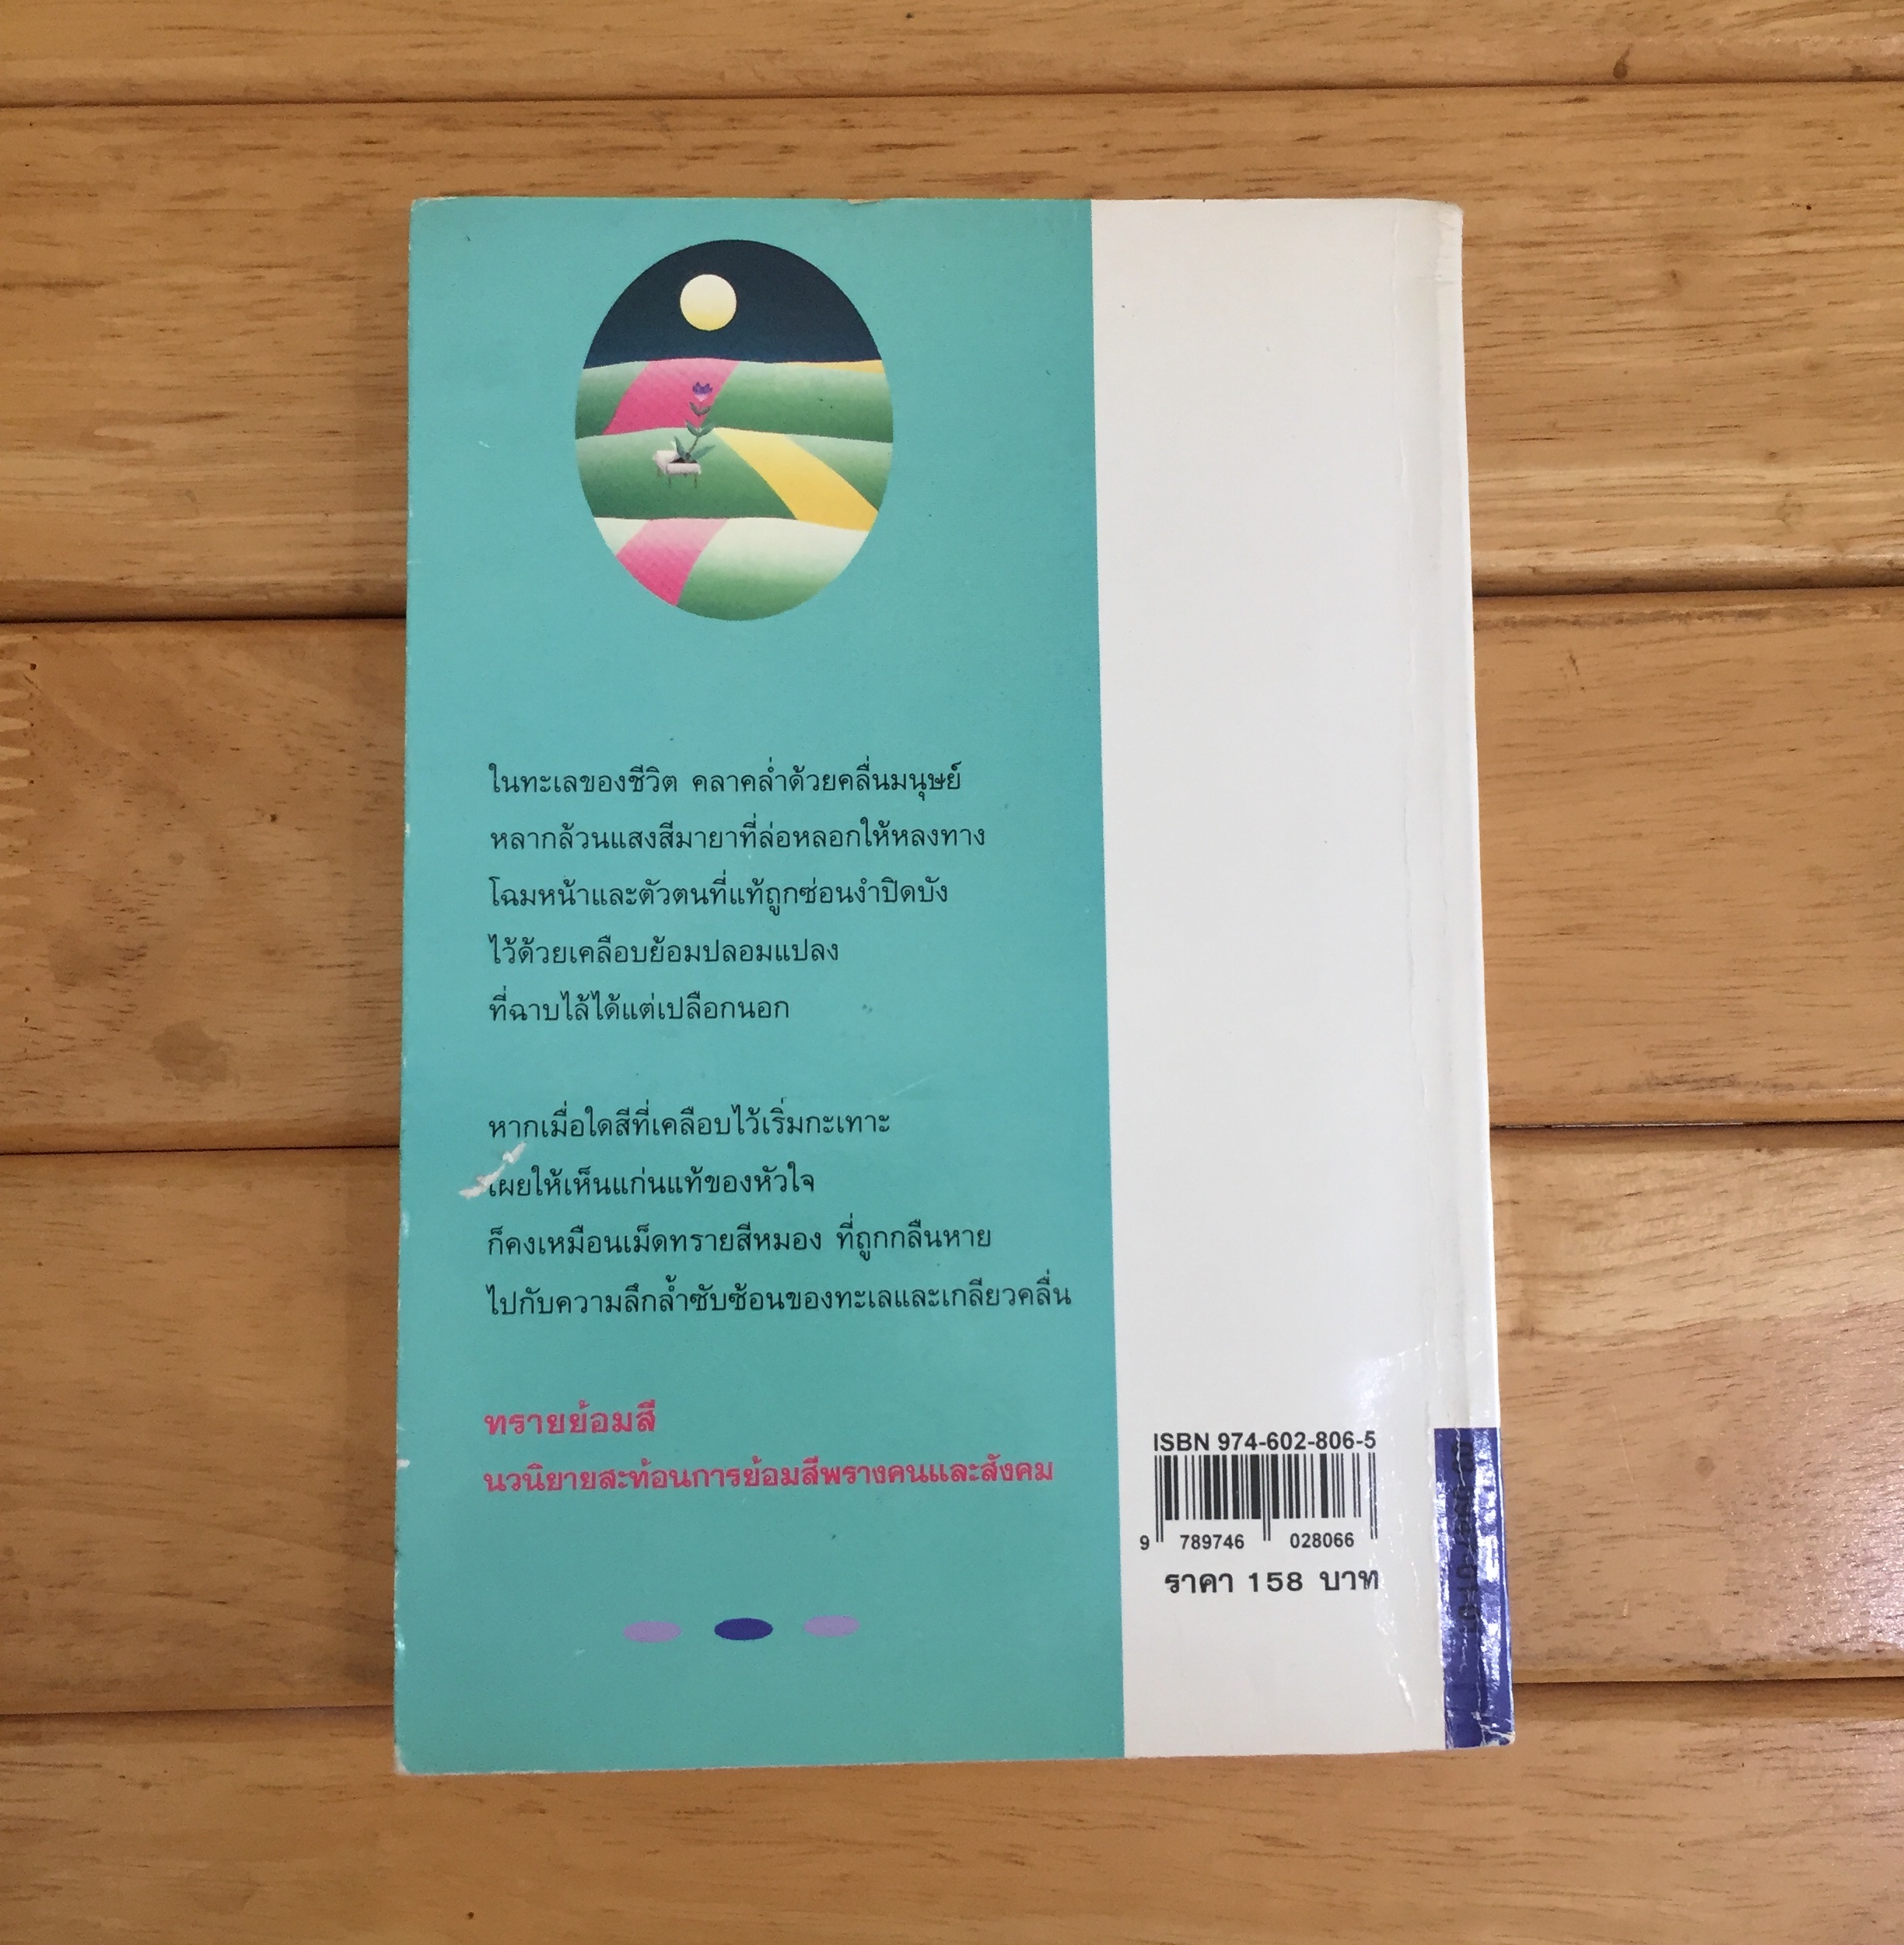 ในทะเลของชีวิต คลาคล่ำด้วยคลื่นมนุษย์
หลากล้วนแสงสีมายาที่ล่อหลอกให้หลงทาง
โฉมหน้าและตัวตนที่แท้ถูกซ่อนงำปิดบัง
ไว้ด้วยเคลือบย้อมปลอมแปลง
ที่ฉาบไล้ได้แต่เปลือกนอก
หากเมื่อใดสีที่เคลือบไว้เริ่มกะเทาะ
เผยให้เห็นแก่นแท้ของหัวใจ
ก็คงเหมือนเม็ดทรายสีหมอง ที่ถูกกลืนหาย
ไปกับความลึกล้ำซับซ้อนของทะเลและเกลียวคลื่น
ทรายย้อมสี
นวนิยายสะท้อนการย้อมสีพรางคนและสังคม
ISBN 974-602-806-5
9 789746 028066
ราคา 158 บาท